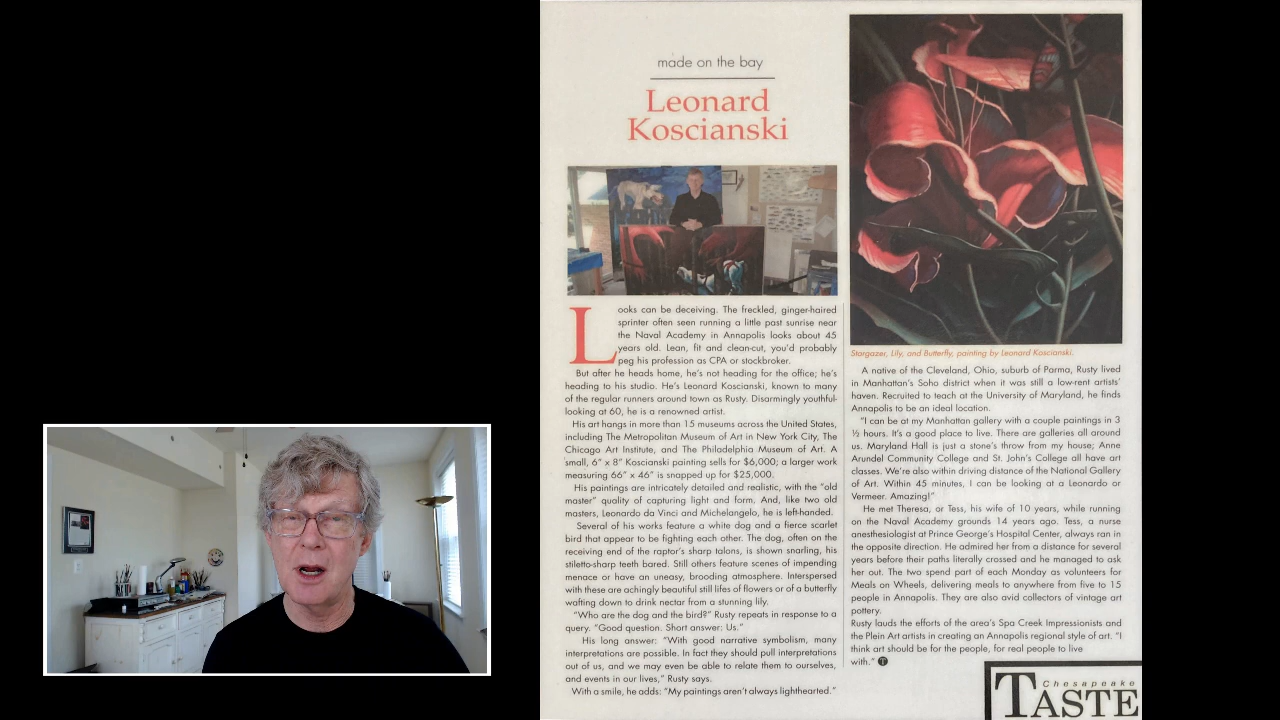 made on the bay
Leonard
Koscianski
Looks can be deceiving. The freckled, ginger-haired
sprinter often seen running a little past sunrise near
the Naval Academy in Annapolis looks about 45
years old. Lean, fit and clean-cut, you'd probably
peg his profession as CPA or stockbroker.
But after he heads home, he's not heading for the office; he's
heading to his studio. He's Leonard Koscianski, known to many
of the regular runners around town as Rusty. Disarmingly youthful-
looking at 60, he is a renowned artist.
His art hangs in more than 15 museums across the United States,
including The Metropolitan Museum of Art in New York City, The
Chicago Art Institute, and The Philadelphia Museum of Art. A
small, 6" x 8" Koscianski painting sells for $6,000; a larger work
measuring 66" x 46" is snapped up for $25,000.
His paintings are intricately detailed and realistic, with the "old
master" quality of capturing light and form. And, like two old
masters, Leonardo da Vinci and Michelangelo, he is left-handed.
Several of his works feature a white dog and a fierce scarlet
bird that appear to be fighting each other. The dog, often on the
receiving end of the raptor's sharp talons, is shown snarling, his
stiletto-sharp teeth bared. Still others feature scenes of impending
menace or have an uneasy, brooding atmosphere. Interspersed
with these are achingly beautiful still lifes of flowers or of a butterfly
wafting down to drink nectar from a stunning lily.
"Who are the dog and the bird?" Rusty repeats in response to a
query. "Good question. Short answer: Us."
His long answer: "With good narrative symbolism, many
interpretations are possible. In fact they should pull interpretations
out of us, and we may even be able to relate them to ourselves,
and events in our lives," Rusty says.
With a smile, he adds: "My paintings aren't always lighthearted."
Stargazer, Lily, and Butterfly, painting by Leonard Koscianski.
A native of the Cleveland, Ohio, suburb of Parma, Rusty lived
in Manhattan's Soho district when it was still a low-rent artists'
haven. Recruited to teach at the University of Maryland, he finds
Annapolis to be an ideal location.
"I can be at my Manhattan gallery with a couple paintings in 3
½ hours. It's a good place to live. There are galleries all around
us. Maryland Hall is just a stone's throw from my house; Anne
Arundel Community College and St. John's College all have art
classes. We're also within driving distance of the National Gallery
of Art. Within 45 minutes, I can be looking at a Leonardo or
Vermeer. Amazing!"
He met Theresa, or Tess, his wife of 10 years, while running
on the Naval Academy grounds 14 years ago. Tess, a nurse
anesthesiologist at Prince George's Hospital Center, always ran in
the opposite direction. He admired her from a distance for several
years before their paths literally crossed and he managed to ask
her out. The two spend part of each Monday as volunteers for
Meals on Wheels, delivering meals to anywhere from five to 15
people in Annapolis. They are also avid collectors of vintage art
pottery.
Rusty lauds the efforts of the area's Spa Creek Impressionists and
the Plein Art artists in creating an Annapolis regional style of art. "I
think art should be for the people, for real people to live
with." T
Chesapeake
TASTE